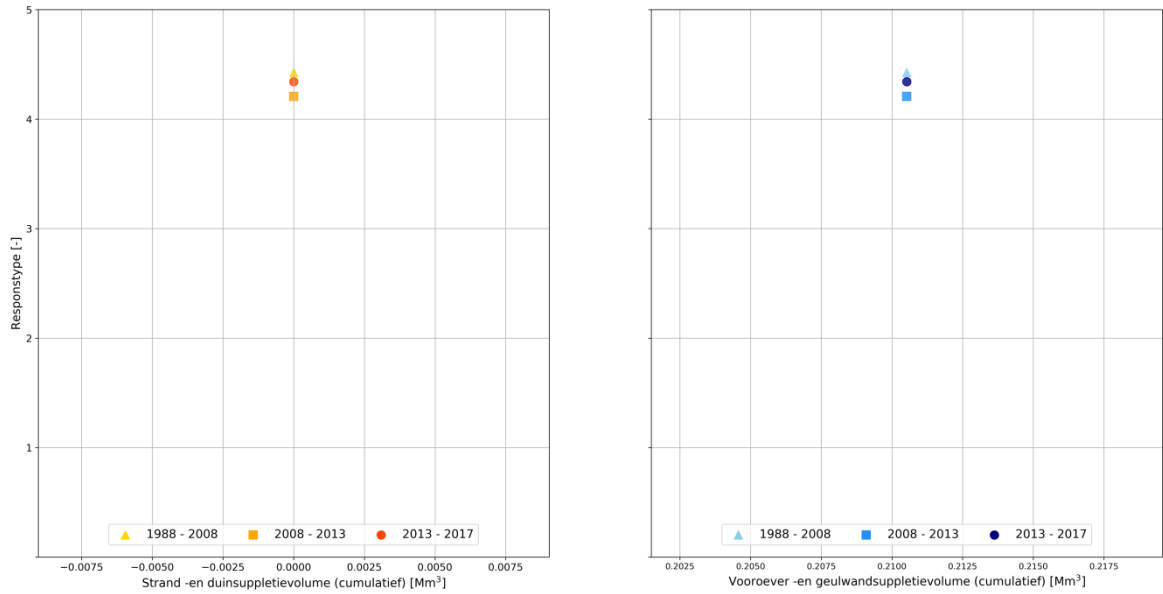 5
4
3
2
1
Responstype [-]
1988 - 2008 2008 - 2013 2013 - 2017
−0.0075 −0.0050 −0.0025 0.0000 0.0025 0.0050 0.0075
Strand -en duinsuppletievolume (cumulatief) [Mm³]
1988 - 2008 2008 - 2013 2013 - 2017
0.2025 0.2050 0.2075 0.2100 0.2125 0.2150 0.2175
Vooroever -en geulwandsuppletievolume (cumulatief) [Mm³]